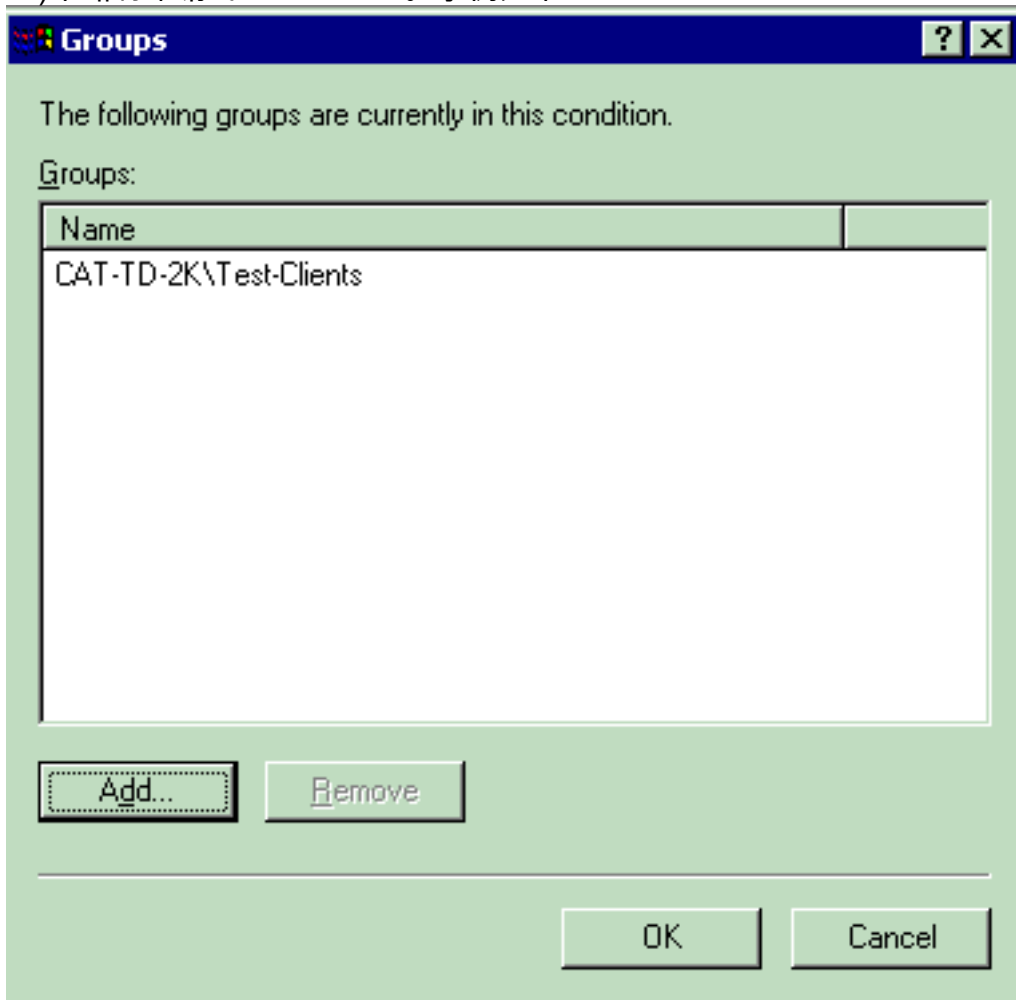 Groups
The following groups are currently in this condition.
Groups:
Name
CAT-TD-2K\Test-Clients
Add...
Remove
OK
Cancel